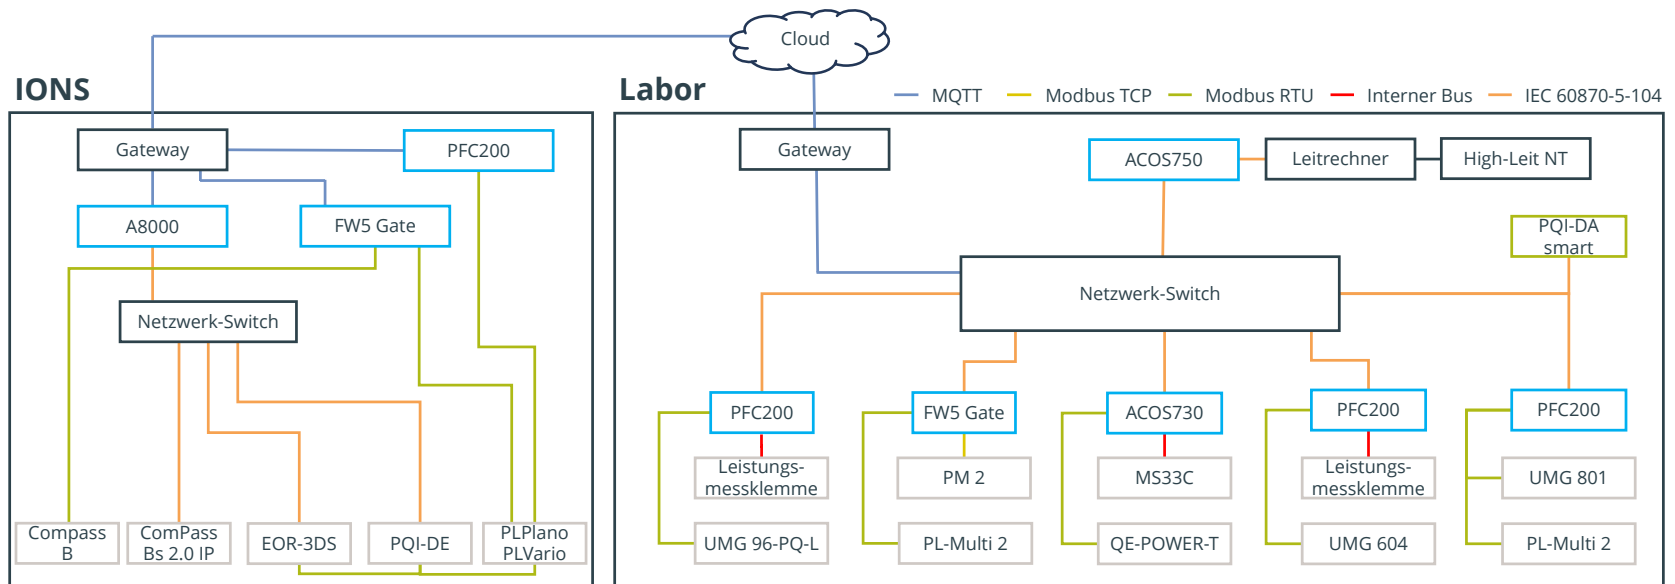 Cloud
IONS
Labor
MQTT
Modbus TCP
Modbus RTU
Interner Bus
IEC 60870-5-104
Gateway
PFC200
A8000
FW5 Gate
Netzwerk-Switch
Compass
B
ComPass
Bs 2.0 IP
EOR-3DS
PQI-DE
PLPlano
PLVario
Gateway
ACOS750
Leitrechner
High-Leit NT
PQI-DA
smart
Netzwerk-Switch
PFC200
FW5 Gate
ACOS730
PFC200
PFC200
Leistungs-
messklemme
PM 2
MS33C
Leistungs-
messklemme
UMG 801
UMG 96-PQ-L
PL-Multi 2
QE-POWER-T
UMG 604
PL-Multi 2